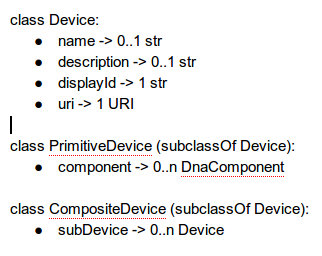 class Device:
● name -> 0..1 str
● description -> 0..1 str
● displayId -> 1 str
● uri -> 1 URI
class PrimitiveDevice (subclassOf Device):
● component -> 0..n DnaComponent
class CompositeDevice (subclassOf Device):
● subDevice -> 0..n Device